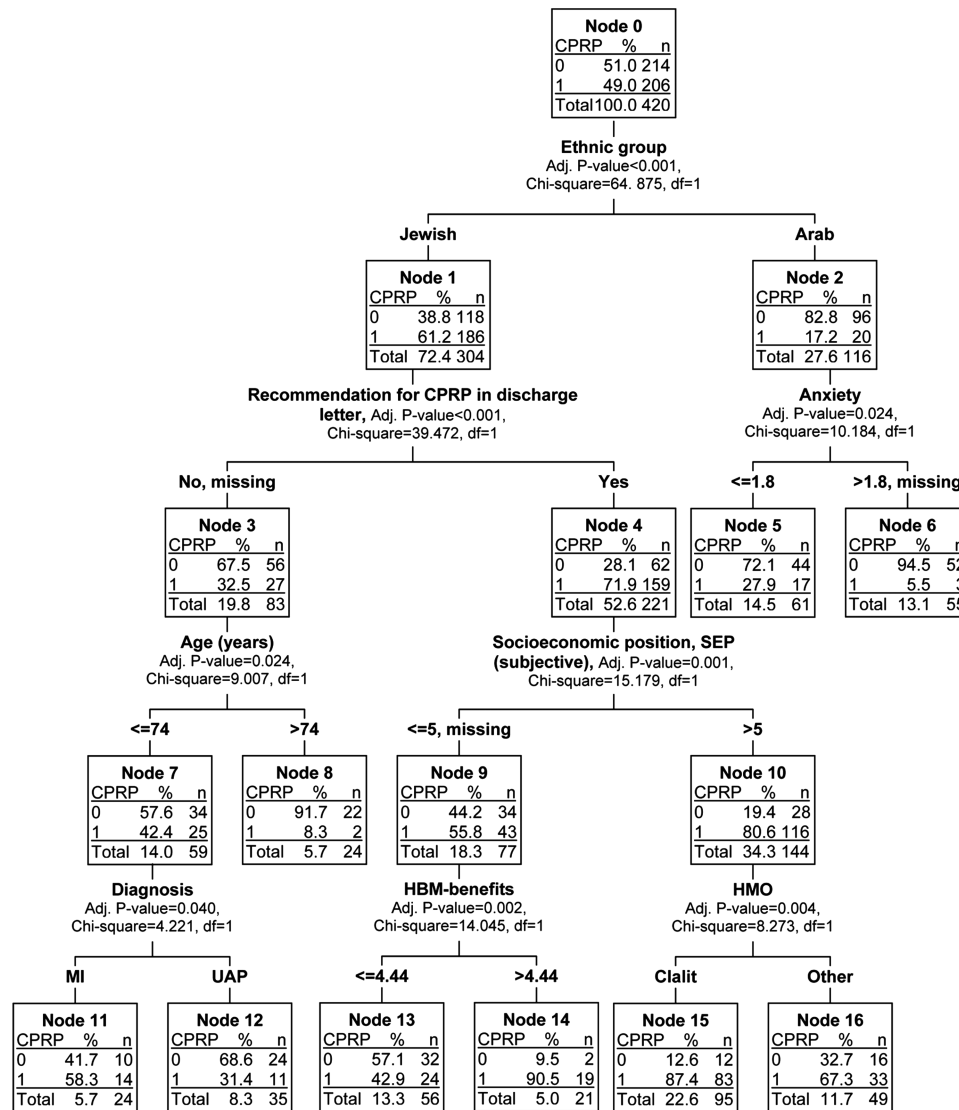 Node 0
CPRP % n
0 51.0 214
1 49.0 206
Total100.0 420
Ethnic group
Adj. P-value<0.001,
Chi-square=64. 875, df=1
Jewish
Arab
Node 1
CPRP % n
0 38.8 118
1 61.2 186
Total 72.4 304
Node 2
CPRP % n
0 82.8 96
1 17.2 20
Total 27.6 116
Recommendation for CPRP in discharge
letter, Adj. P-value<0.001,
Chi-square=39.472, df=1
Anxiety
Adj. P-value=0.024,
Chi-square=10.184, df=1
No, missing
Yes
<=1.8
>1.8, missing
Node 3
CPRP % n
0 67.5 56
1 32.5 27
Total 19.8 83
Node 4
CPRP % n
0 28.1 62
1 71.9 159
Total 52.6 221
Node 5
CPRP % n
0 72.1 44
1 27.9 17
Total 14.5 61
Node 6
CPRP % n
0 94.5 52
1 5.5 3
Total 13.1 55
Age (years)
Adj. P-value=0.024,
Chi-square=9.007, df=1
Socioeconomic position, SEP
(subjective), Adj. P-value=0.001,
Chi-square=15.179, df=1
<=74
>74
<=5, missing
>5
Node 7
CPRP % n
0 57.6 34
1 42.4 25
Total 14.0 59
Node 8
CPRP % n
0 91.7 22
1 8.3 2
Total 5.7 24
Node 9
CPRP % n
0 44.2 34
1 55.8 43
Total 18.3 77
Node 10
CPRP % n
0 19.4 28
1 80.6 116
Total 34.3 144
Diagnosis
Adj. P-value=0.040,
Chi-square=4.221, df=1
HBM-benefits
Adj. P-value=0.002,
Chi-square=14.045, df=1
HMO
Adj. P-value=0.004,
Chi-square=8.273, df=1
MI
UAP
<=4.44
>4.44
Clalit
Other
Node 11
CPRP % n
0 41.7 10
1 58.3 14
Total 5.7 24
Node 12
CPRP % n
0 68.6 24
1 31.4 11
Total 8.3 35
Node 13
CPRP % n
0 57.1 32
1 42.9 24
Total 13.3 56
Node 14
CPRP % n
0 9.5 2
1 90.5 19
Total 5.0 21
Node 15
CPRP % n
0 12.6 12
1 87.4 83
Total 22.6 95
Node 16
CPRP % n
0 32.7 16
1 67.3 33
Total 11.7 49